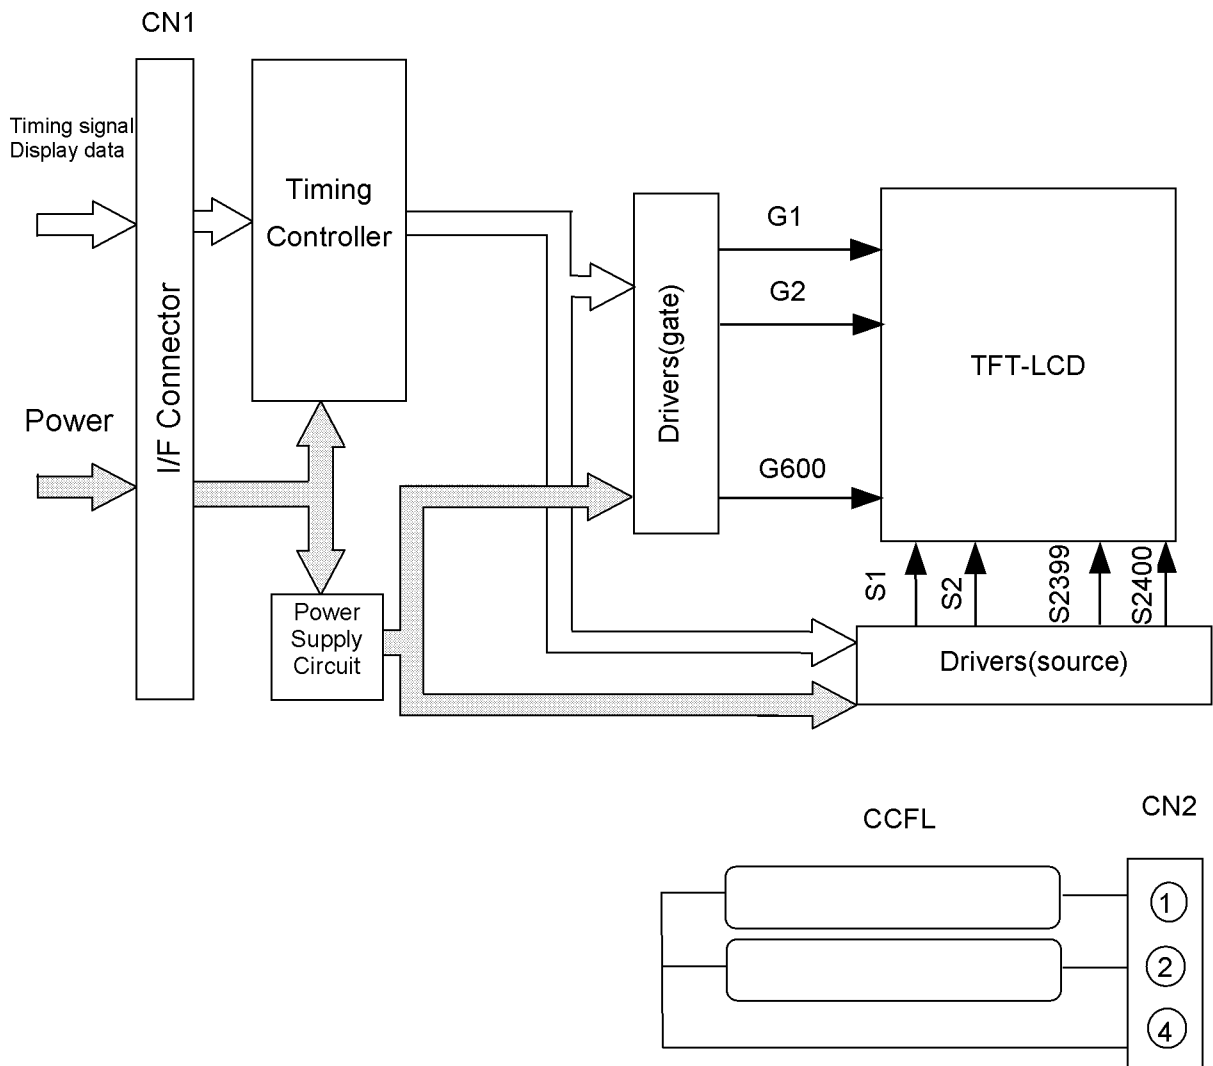 CN1
Timing signal
Display data
Power
I/F Connector
Timing
Controller
Power
Supply
Circuit
Drivers(gate)
G1
G2
G600
TFT-LCD
S1
S2
S2399
S2400
Drivers(source)
CCFL
CN2
1
2
4